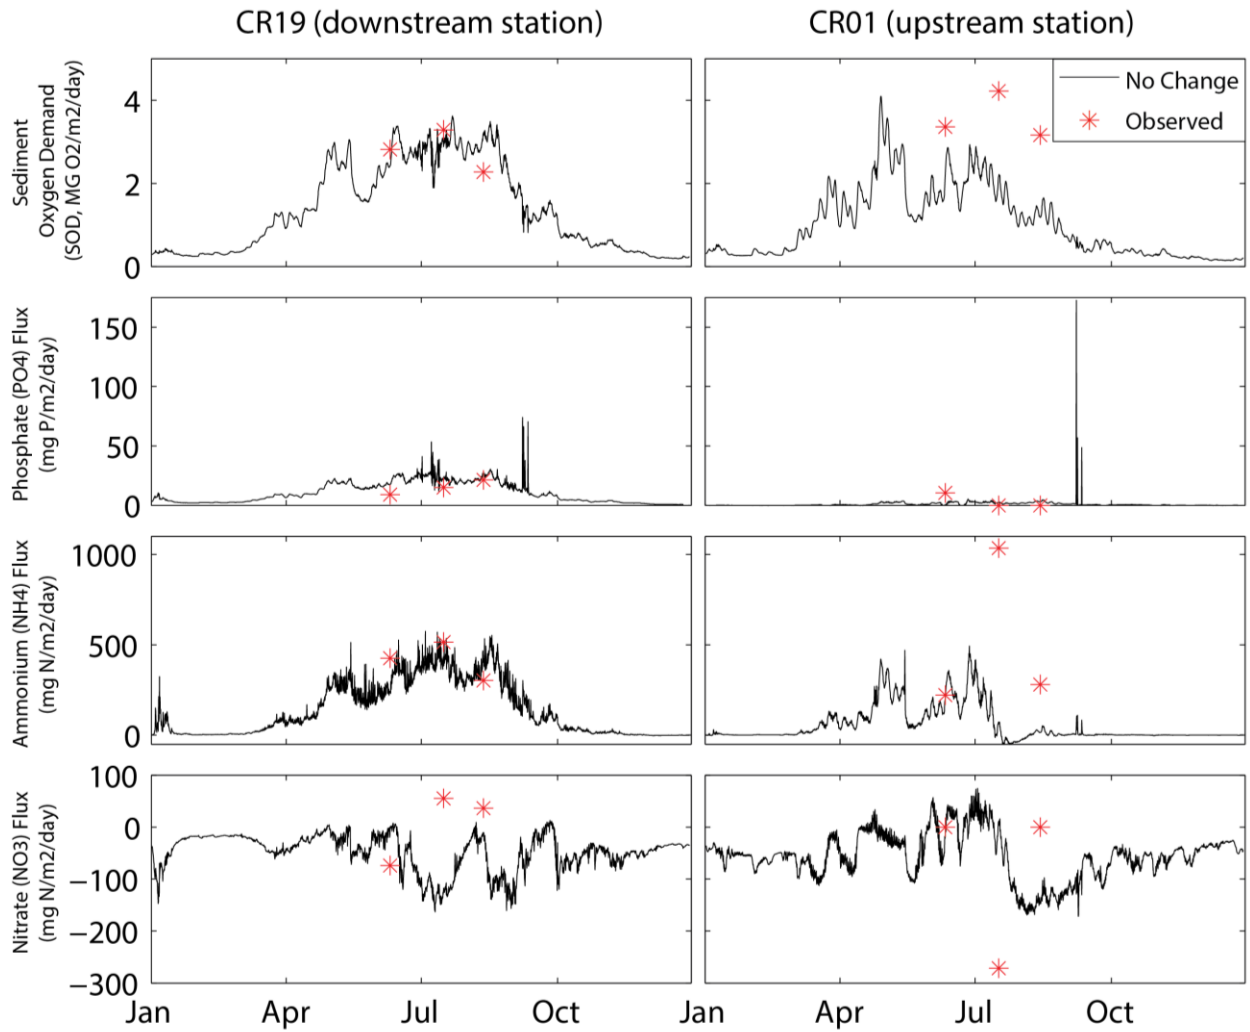 CR19 (downstream station)
CR01 (upstream station)
Sediment
Oxygen Demand
(SOD, MG O2/m2/day)
4
2
0
No Change
Observed
Phosphate (PO4) Flux
(mg P/m2/day)
150
100
50
0
Ammonium (NH4) Flux
(mg N/m2/day)
1000
500
0
Nitrate (NO3) Flux
(mg N/m2/day)
100
0
−100
−200
−300
Jan Apr Jul Oct
Jan Apr Jul Oct